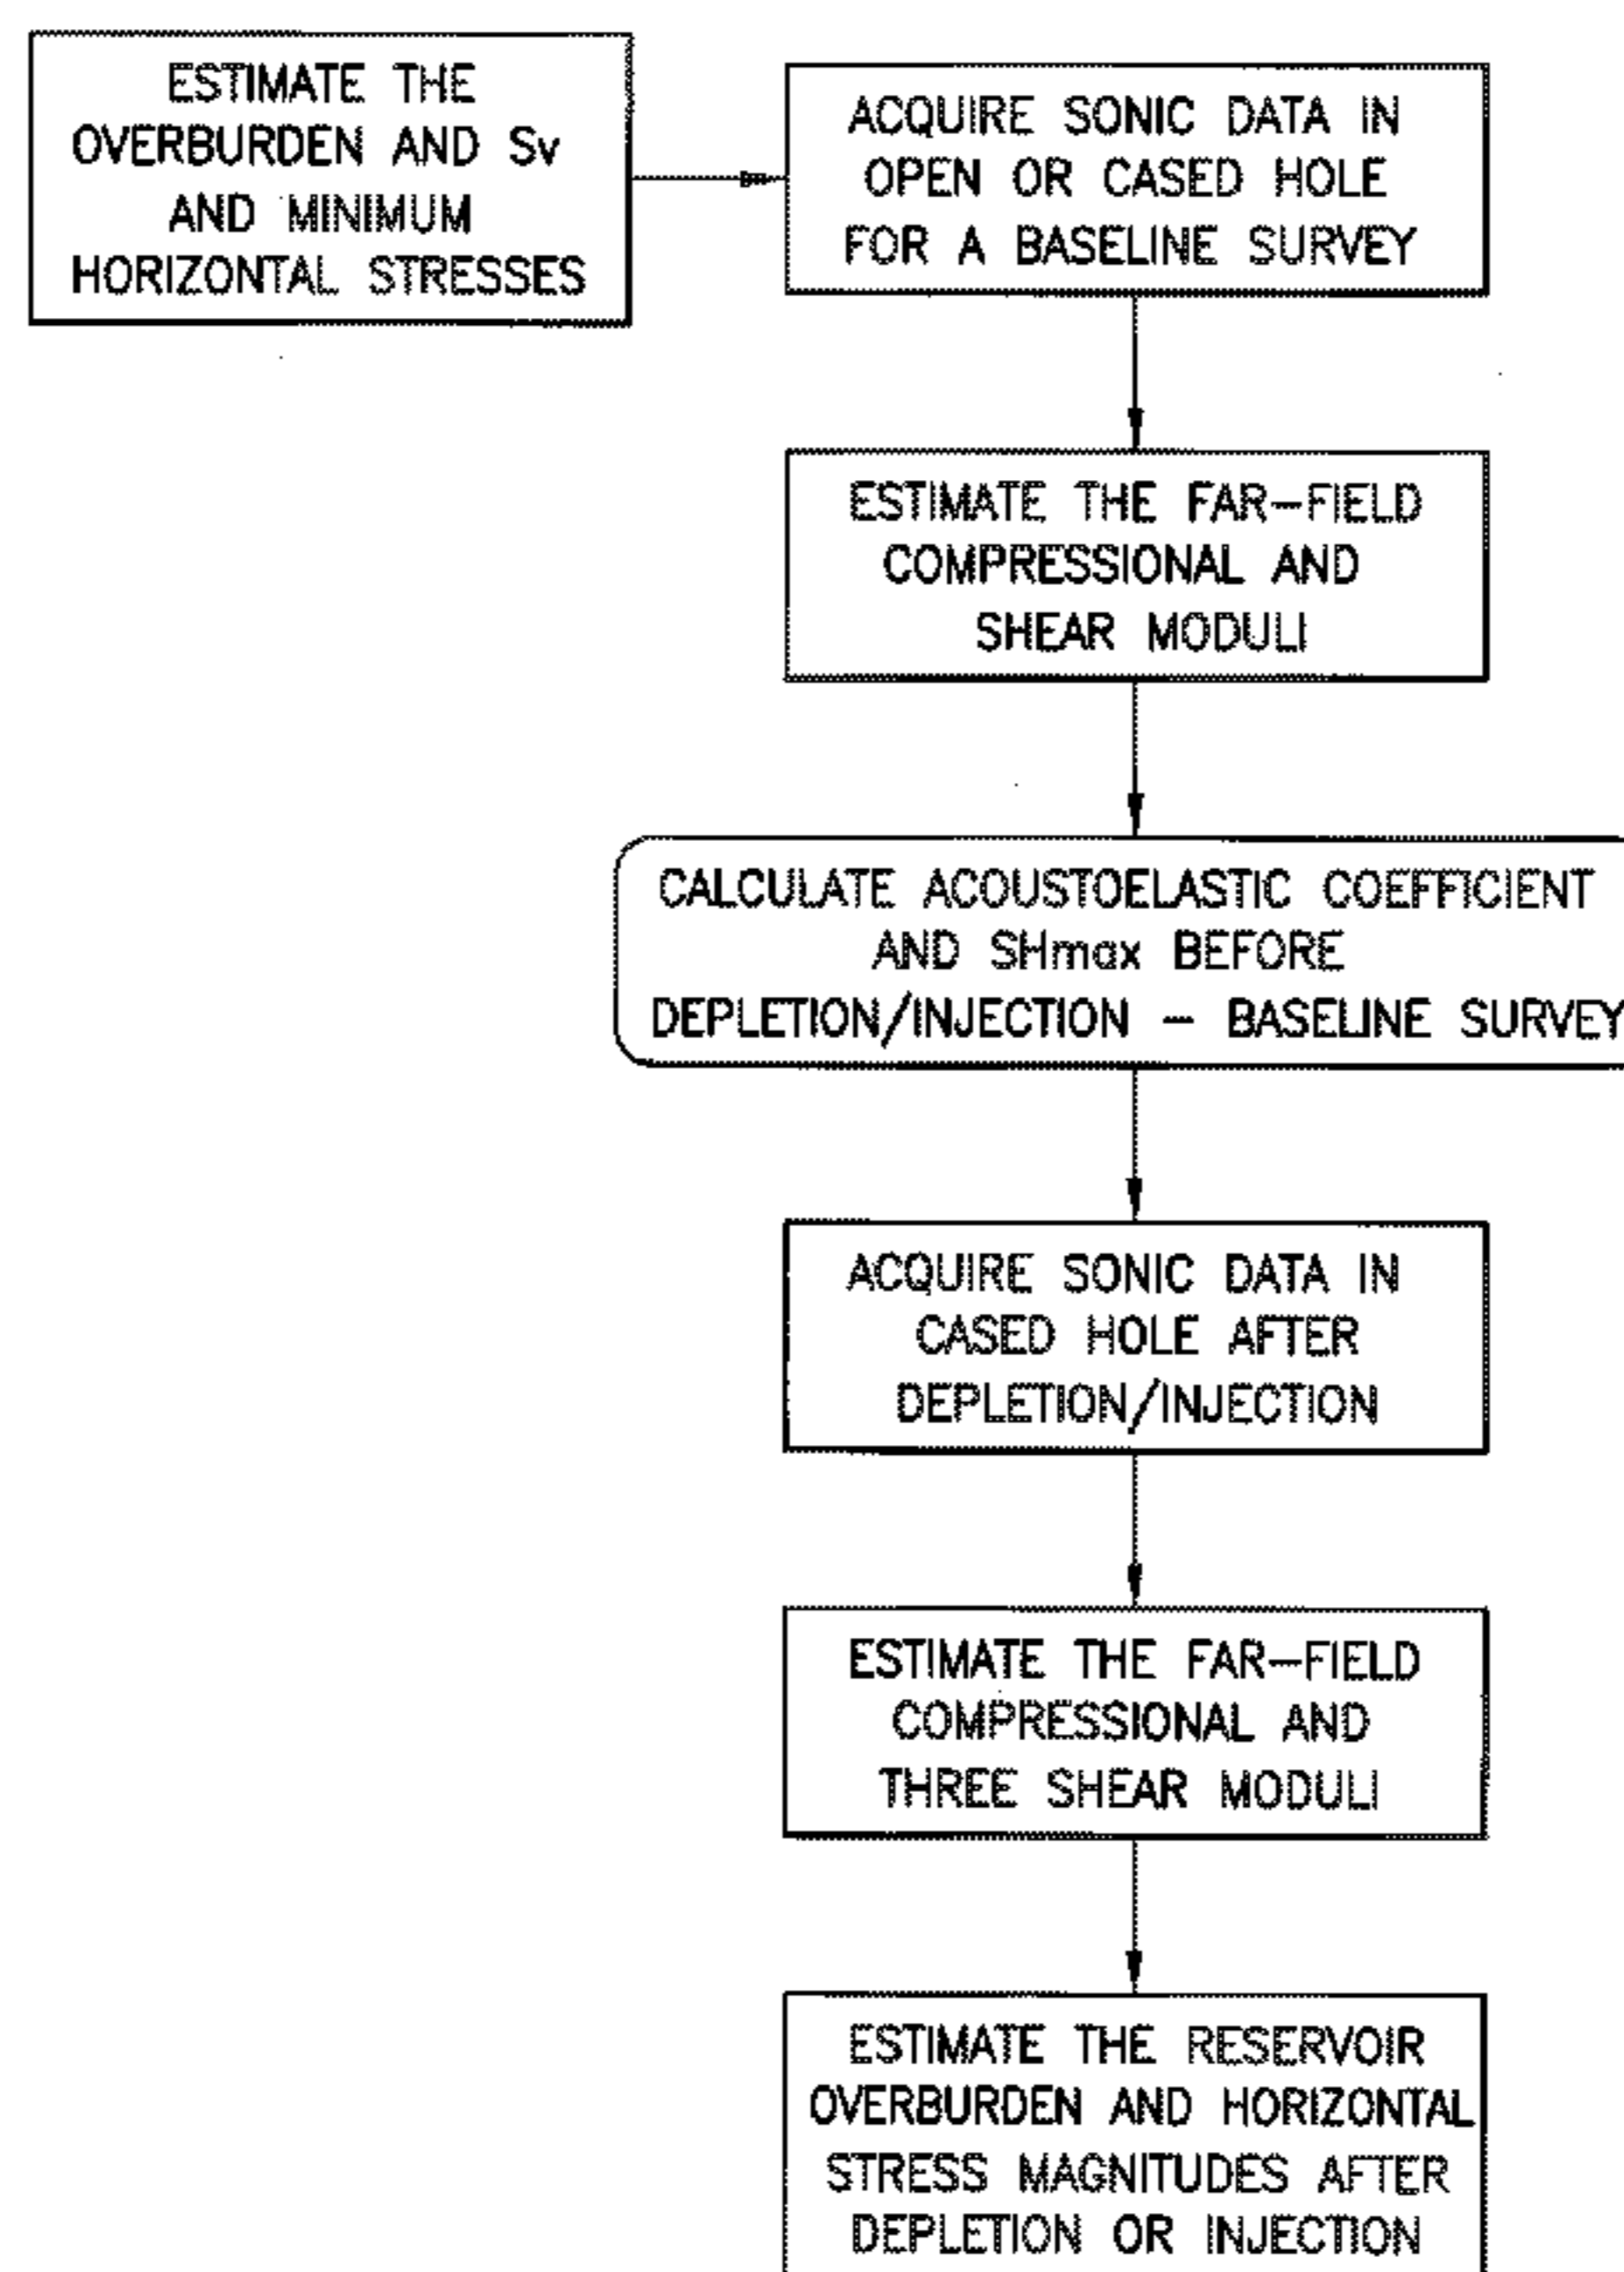 ESTIMATE THE
OVERBURDEN AND Sv
AND MINIMUM
HORIZONTAL STRESSES
ACQUIRE SONIC DATA IN
OPEN OR CASED HOLE
FOR A BASELINE SURVEY
ESTIMATE THE FAR-FIELD
COMPRESSIONAL AND
SHEAR MODULI
CALCULATE ACOUSTOELASTIC COEFFICIENT
AND SHmax BEFORE
DEPLETION/INJECTION - BASELINE SURVEY
ACQUIRE SONIC DATA IN
CASED HOLE AFTER
DEPLETION/INJECTION
ESTIMATE THE FAR-FIELD
COMPRESSIONAL AND
THREE SHEAR MODULI
ESTIMATE THE RESERVOIR
OVERBURDEN AND HORIZONTAL
STRESS MAGNITUDES AFTER
DEPLETION OR INJECTION